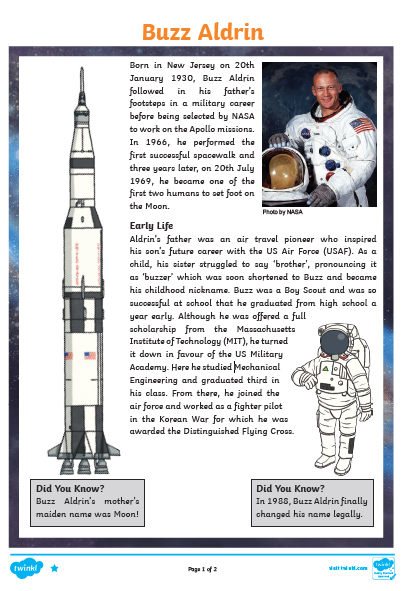 Buzz Aldrin
Born in New Jersey on 20th
January 1930, Buzz Aldrin
followed in his father's
footsteps in a military career
before being selected by NASA
to work on the Apollo missions.
In 1966, he performed the
first successful spacewalk and
three years later, on 20th July
1969, he became one of the
first two humans to set foot on
the Moon.
Photo by NASA
Early Life
Aldrin's father was an air travel pioneer who inspired
his son's future career with the US Air Force (USAF). As a
child, his sister struggled to say 'brother', pronouncing it
as 'buzzer' which was soon shortened to Buzz and became
his childhood nickname. Buzz was a Boy Scout and was so
successful at school that he graduated from high school a
year early. Although he was offered a full
scholarship from the Massachusetts
Institute of Technology (MIT), he turned
it down in favour of the US Military
Academy. Here he studied Mechanical
Engineering and graduated third in
his class. From there, he joined the
air force and worked as a fighter pilot
in the Korean War for which he was
awarded the Distinguished Flying Cross.
Did You Know?
Buzz Aldrin's mother's
maiden name was Moon!
Did You Know?
In 1988, Buzz Aldrin finally
changed his name legally.
twinkl
Page 1 of 2
visit twinkl.com
twinkl